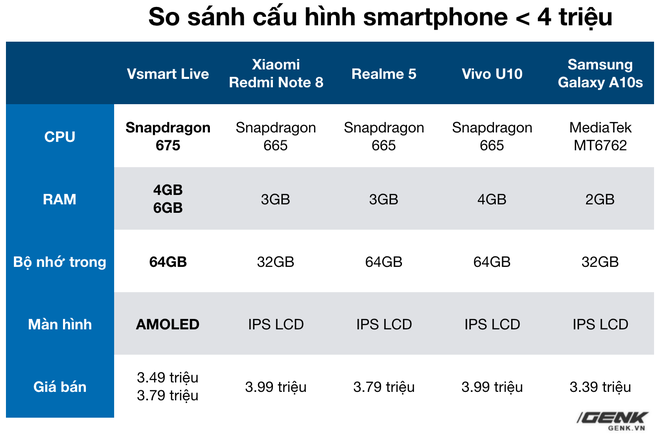 So sánh cấu hình smartphone < 4 triệu
Vsmart Live
Xiaomi
Redmi Note 8
Realme 5
Vivo U10
Samsung
Galaxy A10s
CPU
Snapdragon
675
Snapdragon
665
Snapdragon
665
Snapdragon
665
MediaTek
MT6762
RAM
4GB
6GB
3GB
3GB
4GB
2GB
Bộ nhớ trong
64GB
32GB
64GB
64GB
32GB
Màn hình
AMOLED
IPS LCD
IPS LCD
IPS LCD
IPS LCD
Giá bán
3.49 triệu
3.79 triệu
3.99 triệu
3.79 triệu
3.99 triệu
3.39 triệu
GENK
GENK.VN